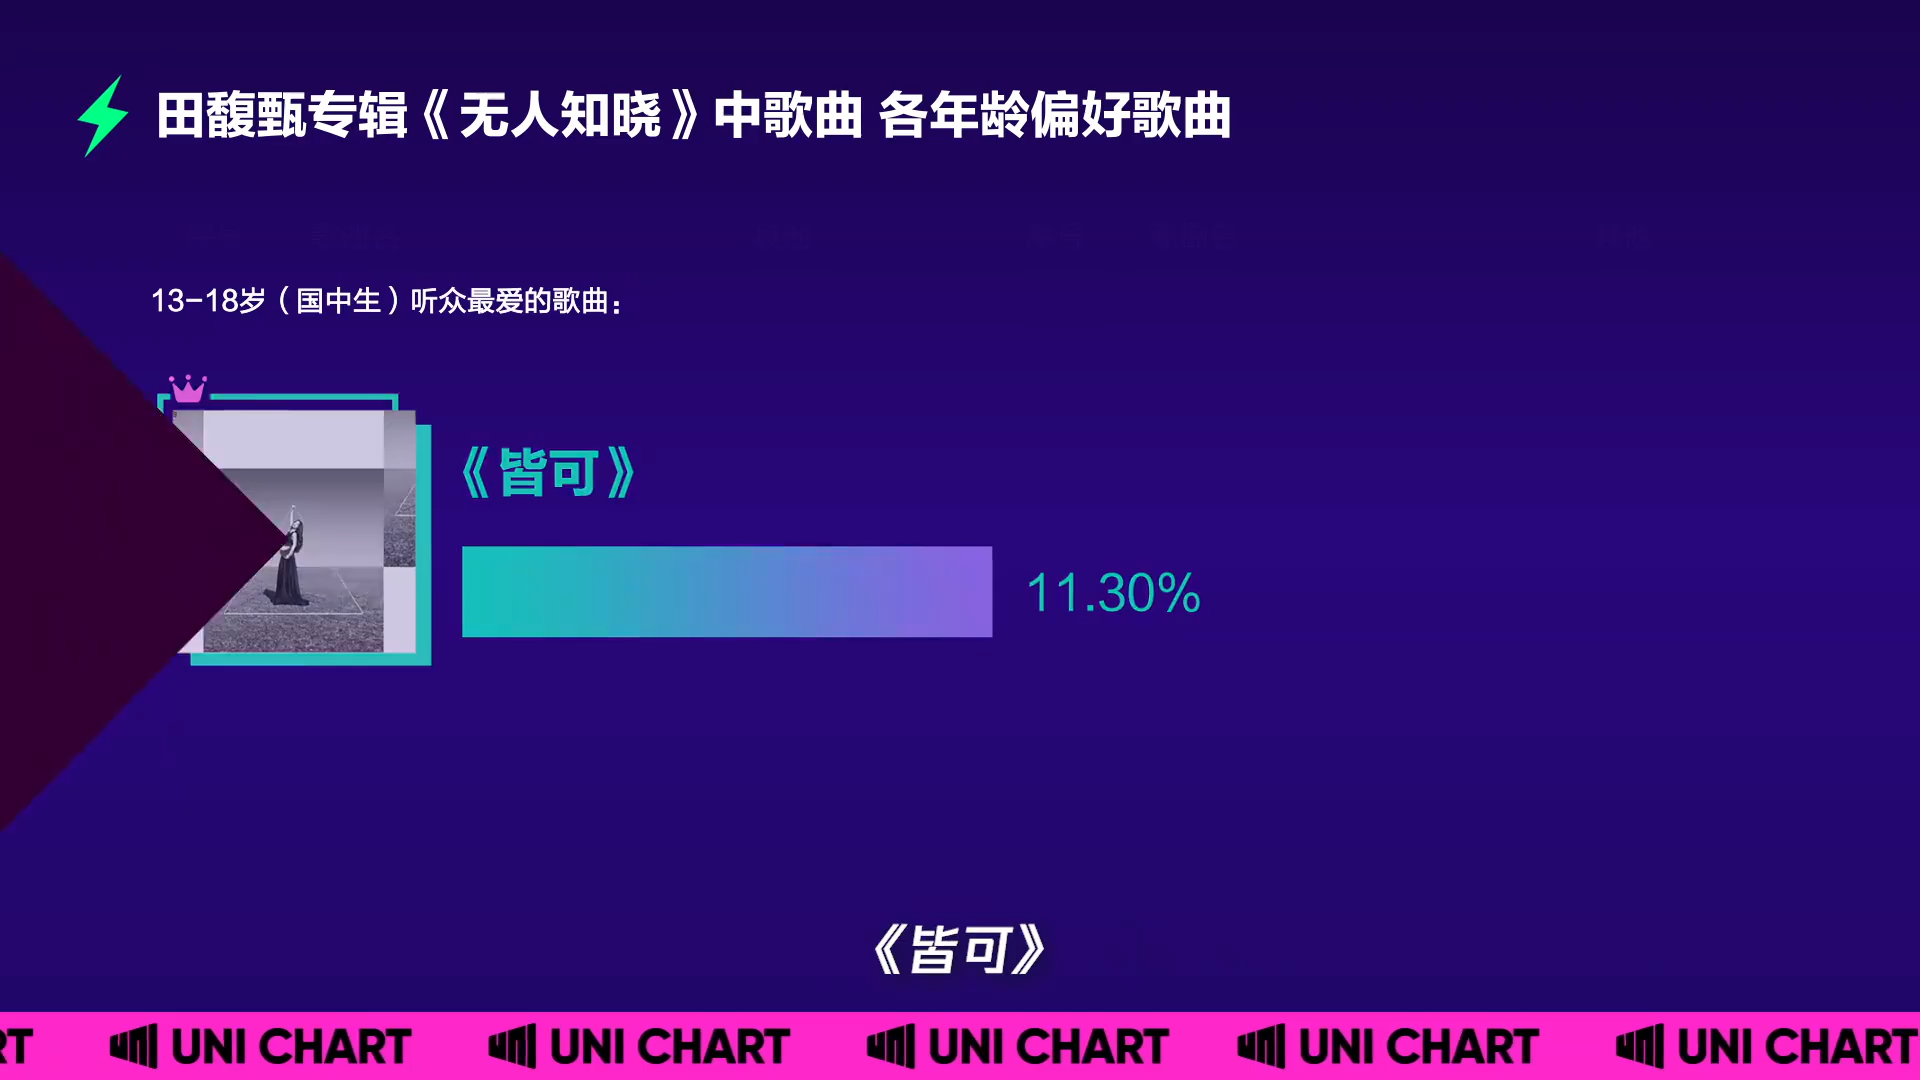 田馥甄专辑《无人知晓》中歌曲 各年龄偏好歌曲
13-18岁（国中生）听众最爱的歌曲：
《皆可》
11.30%
《皆可》
RT UNI CHART UNI CHART UNI CHART UNI CHART UNI CHART